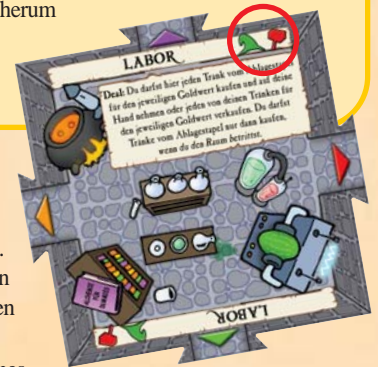 cherum
LABOR
Deal: Du darfst hier jeden Trank vom Ablagestapel
für den jeweiligen Goldwert kaufen und auf deine
Hand nehmen oder jeden von deinen Tränken für
den jeweiligen Goldwert verkaufen. Du darfst
Tränke vom Ablagestapel nur dann kaufen,
wenn du den Raum betrittst.
.
n
en
LABOR